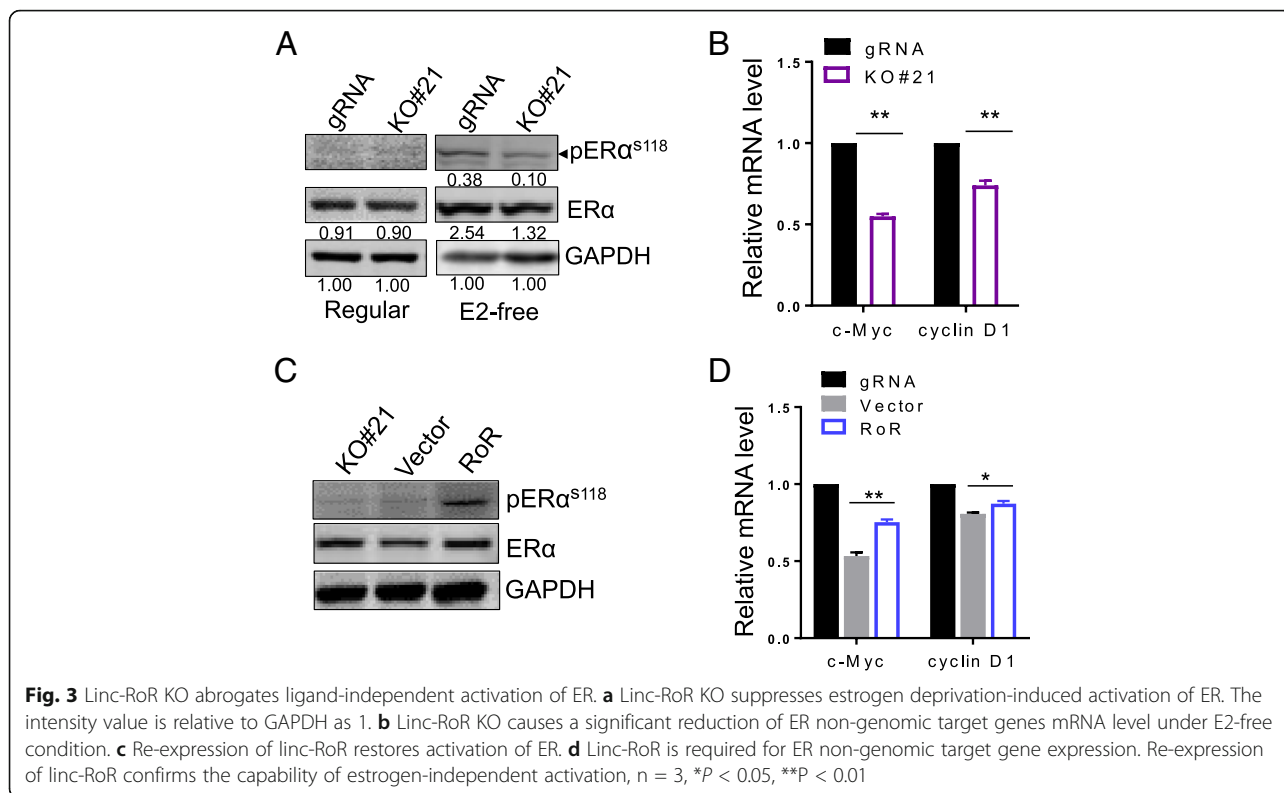 A
gRNA
KO#21
gRNA
KO#21
pERαS118
0.38 0.10
ERα
0.91 0.90 2.54 1.32
GAPDH
1.00 1.00 1.00 1.00
Regular E2-free
B
gRNA
KO#21
Relative mRNA level
1.5
1.0
0.5
0.0
**
**
c-Myc cyclin D1
C
KO#21
Vector
RoR
pERαS118
ERα
GAPDH
D
gRNA
Vector
RoR
Relative mRNA level
1.5
1.0
0.5
0.0
**
*
c-Myc cyclin D1
Fig. 3 Linc-RoR KO abrogates ligand-independent activation of ER. a Linc-RoR KO suppresses estrogen deprivation-induced activation of ER. The
intensity value is relative to GAPDH as 1. b Linc-RoR KO causes a significant reduction of ER non-genomic target genes mRNA level under E2-free
condition. c Re-expression of linc-RoR restores activation of ER. d Linc-RoR is required for ER non-genomic target gene expression. Re-expression
of linc-RoR confirms the capability of estrogen-independent activation, n = 3, *P < 0.05, **P < 0.01